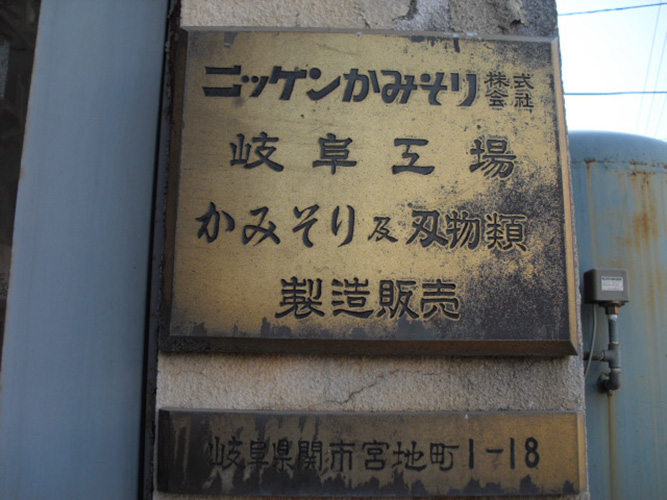 ニッケンかみそり株式会社
岐阜工場
かみそり及刃物類
製造販売
岐阜県関市宮地町1-18